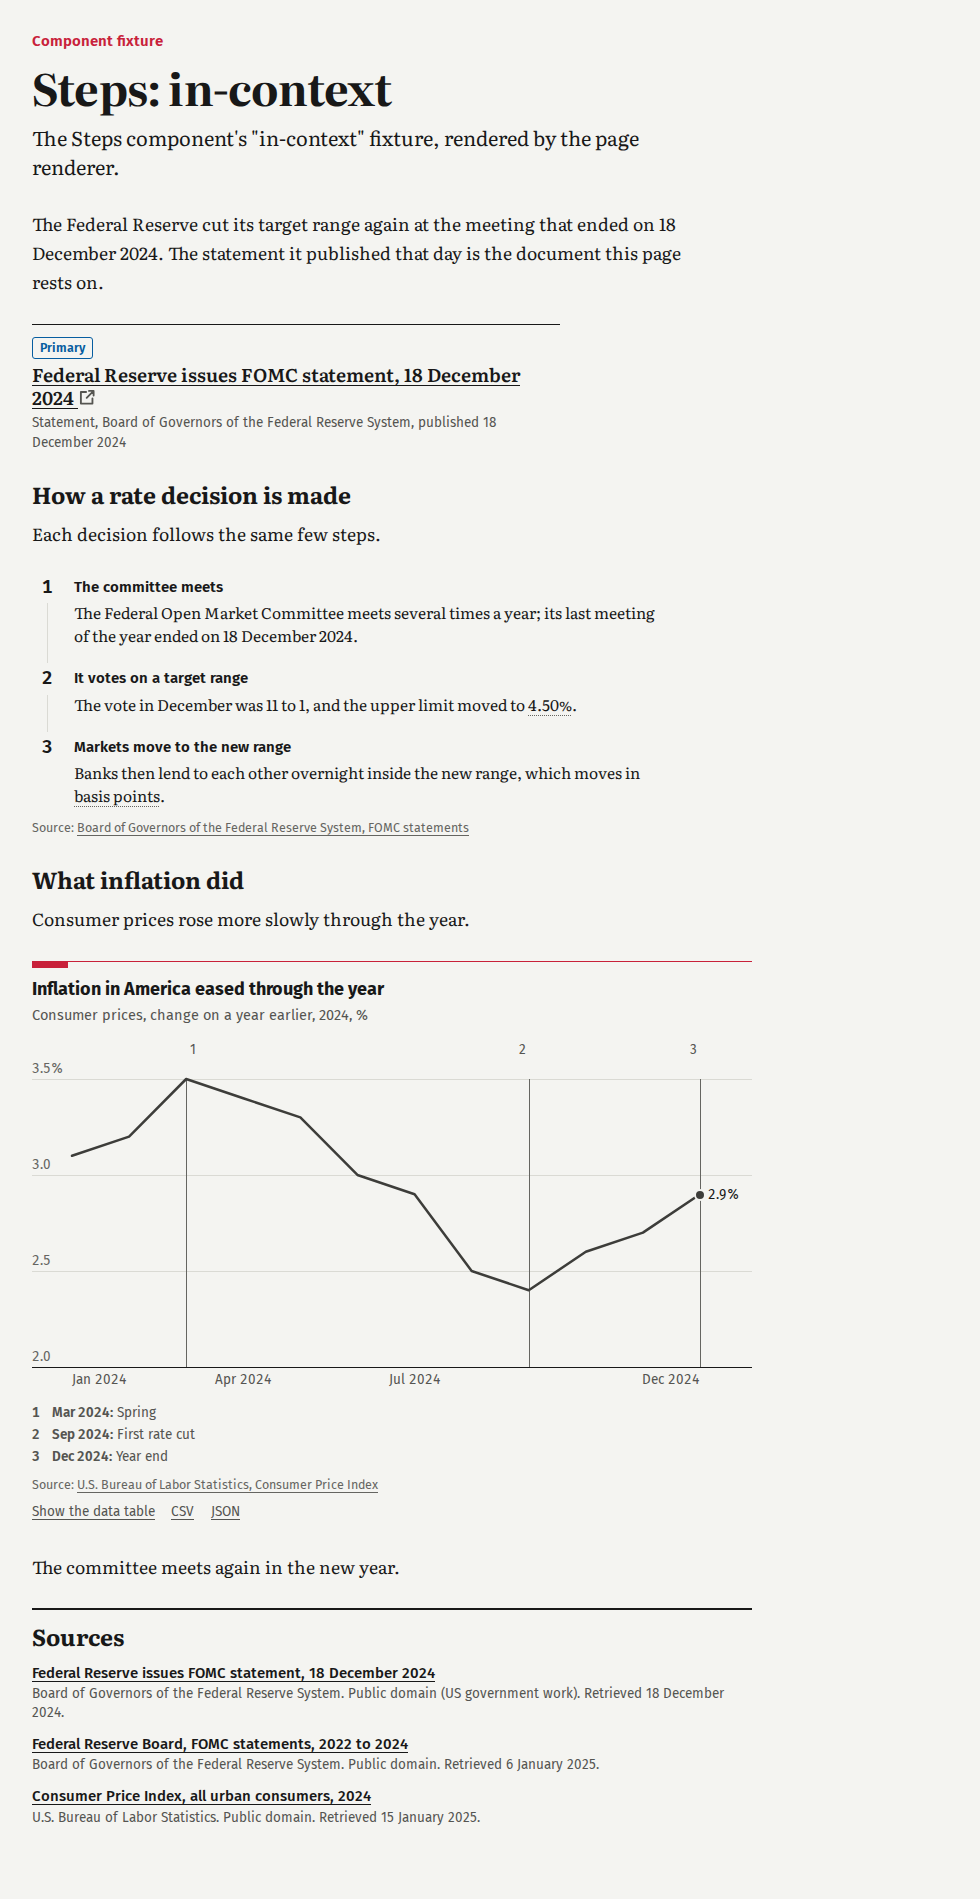 Component fixture
Steps: in-context
The Steps component's "in-context" fixture, rendered by the page
renderer.
The Federal Reserve cut its target range again at the meeting that ended on 18
December 2024. The statement it published that day is the document this page
rests on.
Primary
Federal Reserve issues FOMC statement, 18 December
2024
Statement, Board of Governors of the Federal Reserve System, published 18
December 2024
How a rate decision is made
Each decision follows the same few steps.
1 The committee meets
The Federal Open Market Committee meets several times a year; its last meeting
of the year ended on 18 December 2024.
2 It votes on a target range
The vote in December was 11 to 1, and the upper limit moved to 4.50%.
3 Markets move to the new range
Banks then lend to each other overnight inside the new range, which moves in
basis points.
Source: Board of Governors of the Federal Reserve System, FOMC statements
What inflation did
Consumer prices rose more slowly through the year.
Inflation in America eased through the year
Consumer prices, change on a year earlier, 2024, %
1 2 3
3.5%
3.0
2.9%
2.5
2.0
Jan 2024 Apr 2024 Jul 2024 Dec 2024
1 Mar 2024: Spring
2 Sep 2024: First rate cut
3 Dec 2024: Year end
Source: U.S. Bureau of Labor Statistics, Consumer Price Index
Show the data table CSV JSON
The committee meets again in the new year.
Sources
Federal Reserve issues FOMC statement, 18 December 2024
Board of Governors of the Federal Reserve System. Public domain (US government work). Retrieved 18 December
2024.
Federal Reserve Board, FOMC statements, 2022 to 2024
Board of Governors of the Federal Reserve System. Public domain. Retrieved 6 January 2025.
Consumer Price Index, all urban consumers, 2024
U.S. Bureau of Labor Statistics. Public domain. Retrieved 15 January 2025.